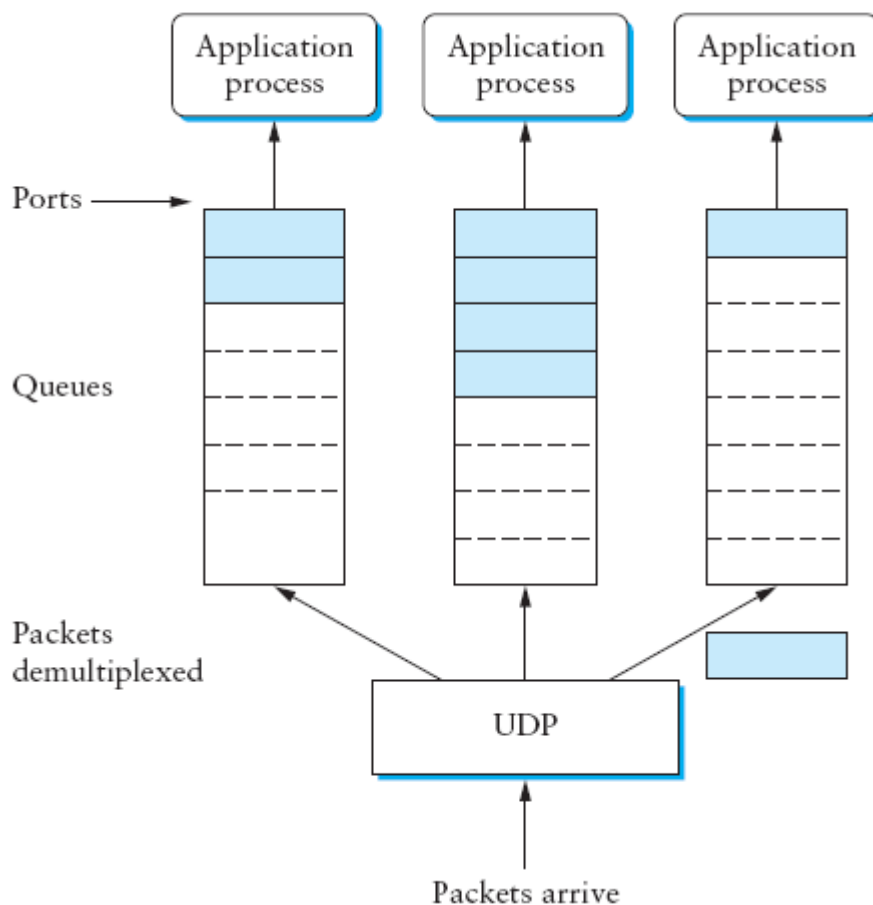 Application
process
Application
process
Application
process
Ports
Queues
Packets
demultiplexed
UDP
Packets arrive